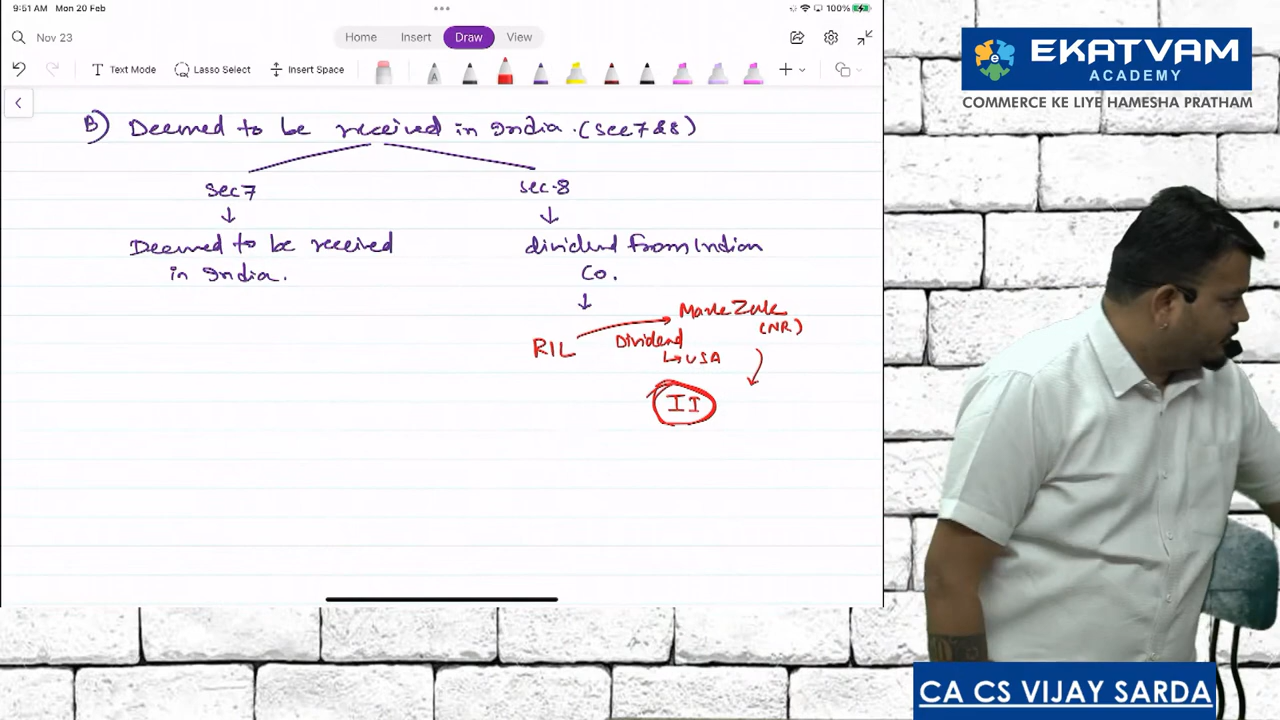 9:51 AM Mon 20 Feb
100%
Nov 23
Home Insert Draw View
Text Mode Lasso Select Insert Space
B) Deemed to be received in India. (Sec 7 & 8)
Sec 7
Sec-8
Deemed to be received
in India.
dividend from Indian
Co.
RIL
Dividend
USA
Mark Zuk
(NR)
II
EKATVAM
ACADEMY
COMMERCE KE LIYE HAMESHA PRATHAM
CA CS VIJAY SARDA